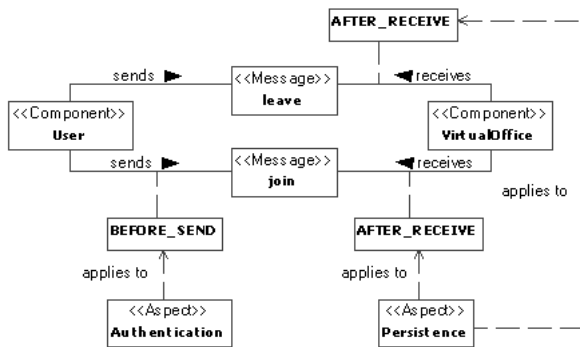 AFTER_RECEIVE
sends
<<Message>>
leave
receives
<<Component>>
User
<<Component>>
VirtualOffice
sends
<<Message>>
join
receives
applies to
BEFORE_SEND
AFTER_RECEIVE
applies to
applies to
<<Aspect>>
Authentication
<<Aspect>>
Persistence